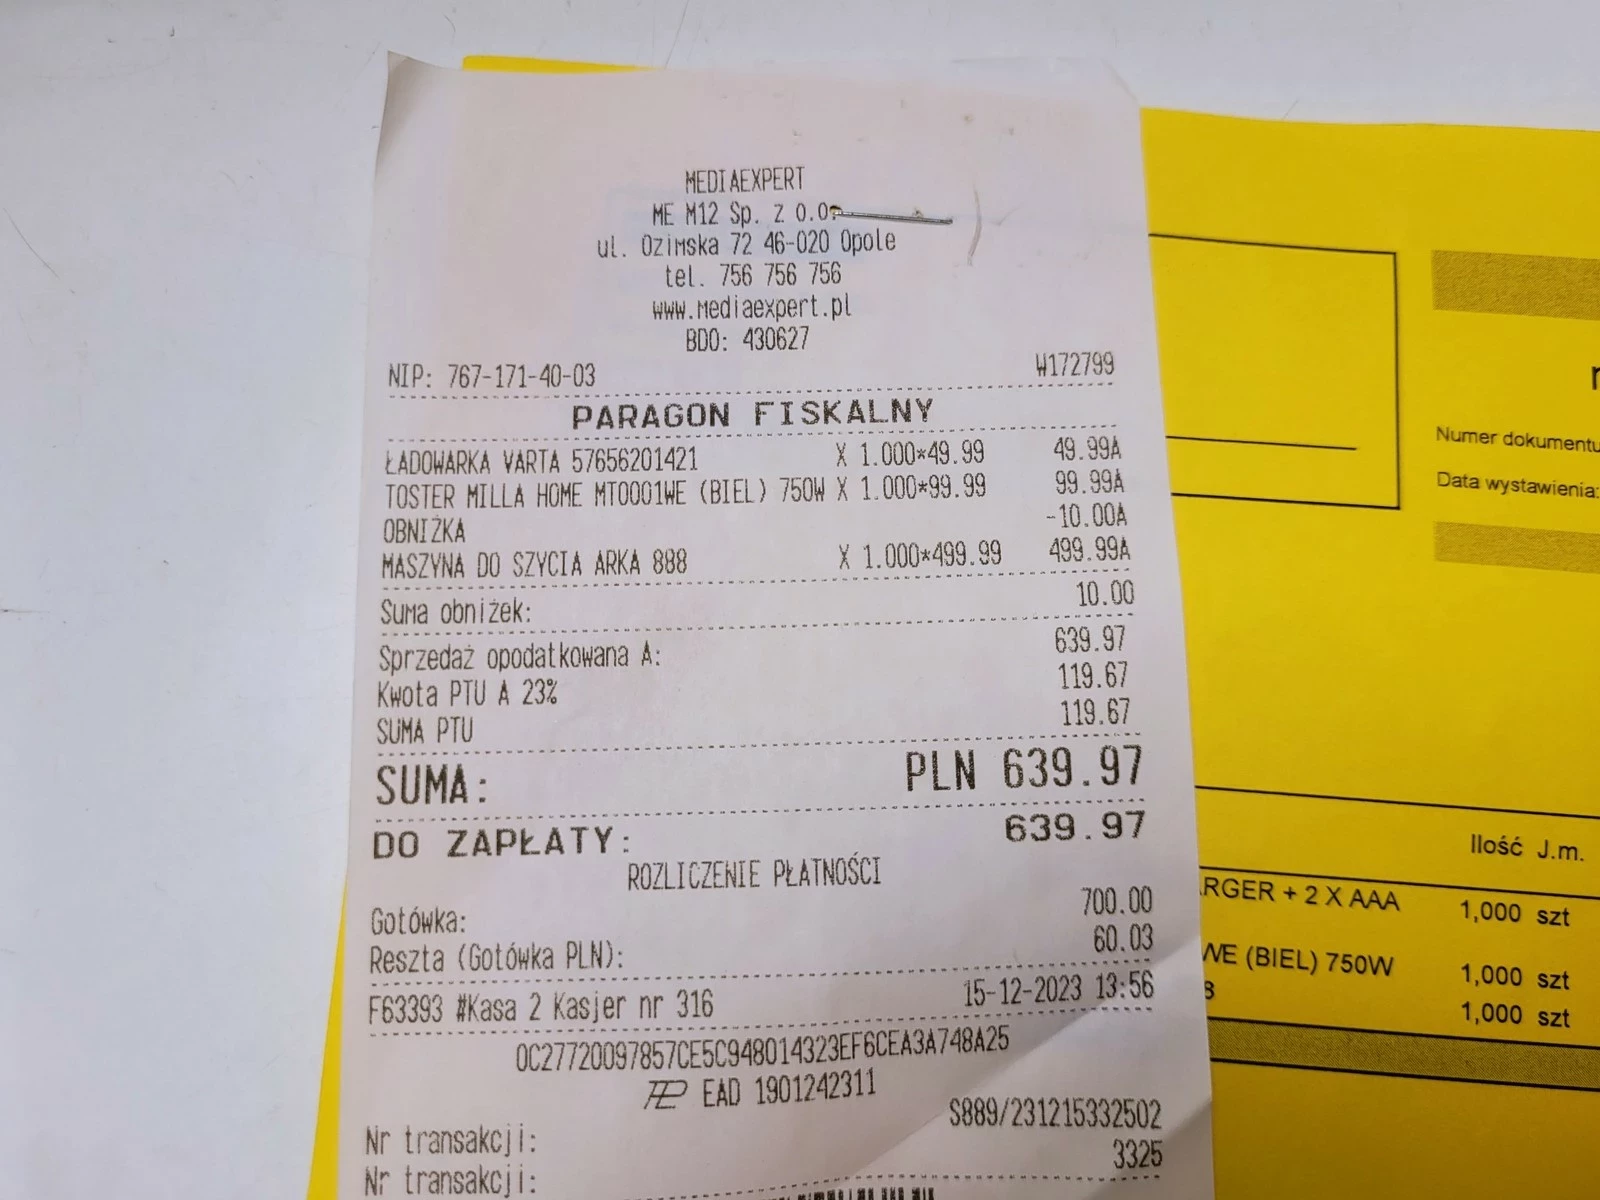 MEDIAEXPERT
ME M12 Sp. z o.o.
ul. Ozimska 72 46-020 Opole
tel. 756 756 756
www.mediaexpert.pl
BDO: 430627
NIP: 767-171-40-03 W172799
PARAGON FISKALNY
ŁADOWARKA VARTA 57656201421 X 1.000*49.99 49.99A
TOSTER MILLA HOME MT0001WE (BIEL) 750W X 1.000*99.99 99.99A
OBNIŻKA -10.00A
MASZYNA DO SZYCIA ARKA 888 X 1.000*499.99 499.99A
Suma obniżek: 10.00
Sprzedaż opodatkowana A: 639.97
Kwota PTU A 23% 119.67
SUMA PTU 119.67
SUMA: PLN 639.97
DO ZAPŁATY: 639.97
ROZLICZENIE PŁATNOŚCI
Gotówka: 700.00
Reszta (Gotówka PLN): 60.03
F63393 #Kasa 2 Kasjer nr 316 15-12-2023 13:56
0C27720097857CE5C948014323EF6CEA3A748A25
EAD 1901242311
Nr transakcji: S889/231215332502
Nr transakcji: 3325
Numer dokumentu
Data wystawienia:
Ilość J.m.
RGER + 2 X AAA 1,000 szt
WE (BIEL) 750W 1,000 szt
8 1,000 szt